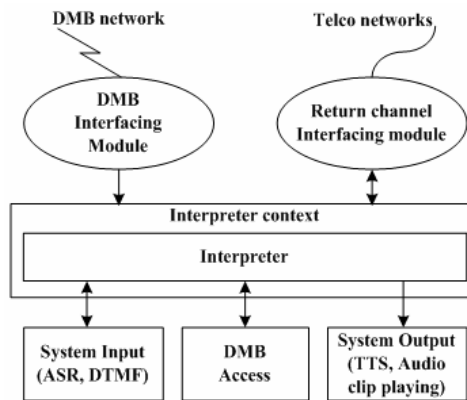 DMB network
Telco networks
DMB
Interfacing
Module
Return channel
Interfacing module
Interpreter context
Interpreter
System Input
(ASR, DTMF)
DMB
Access
System Output
(TTS, Audio
clip playing)